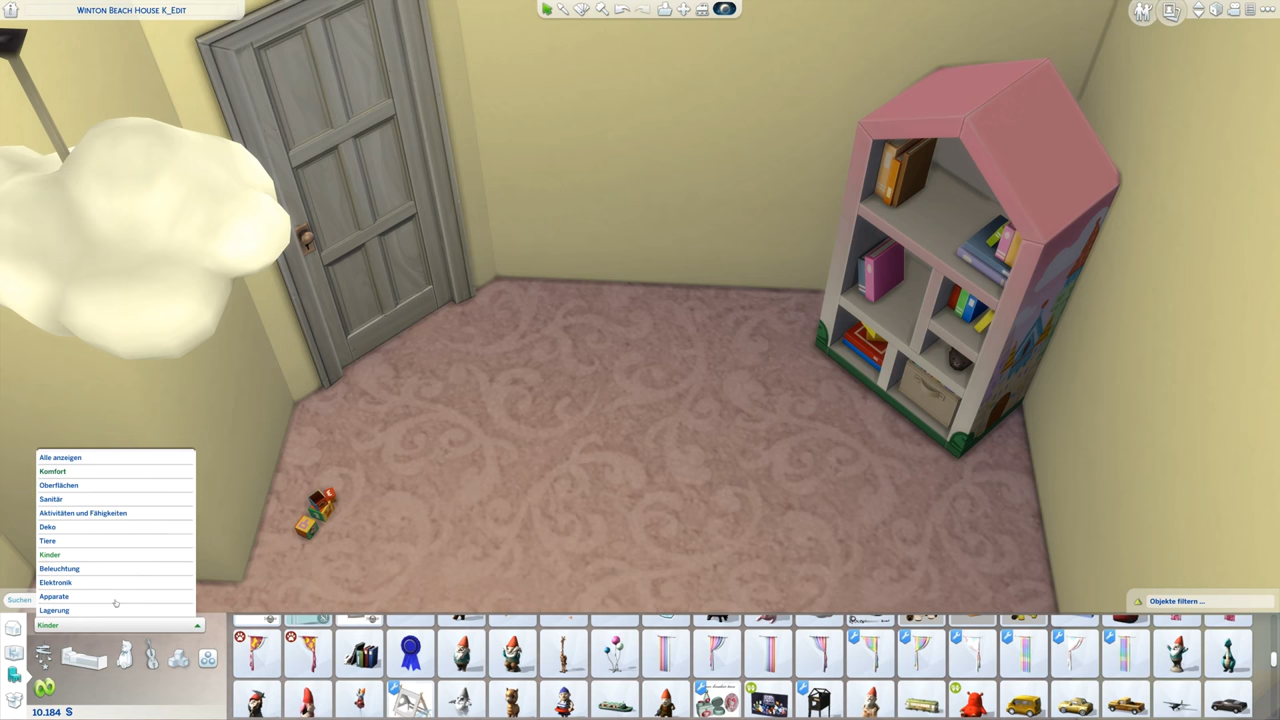 WINTON BEACH HOUSE K_EDIT
Alle anzeigen
Komfort
Oberflächen
Sanitär
Aktivitäten und Fähigkeiten
Deko
Tiere
Kinder
Beleuchtung
Elektronik
Apparate
Lagerung
Suchen
Kinder
Objekte filtern ...
10.184 $